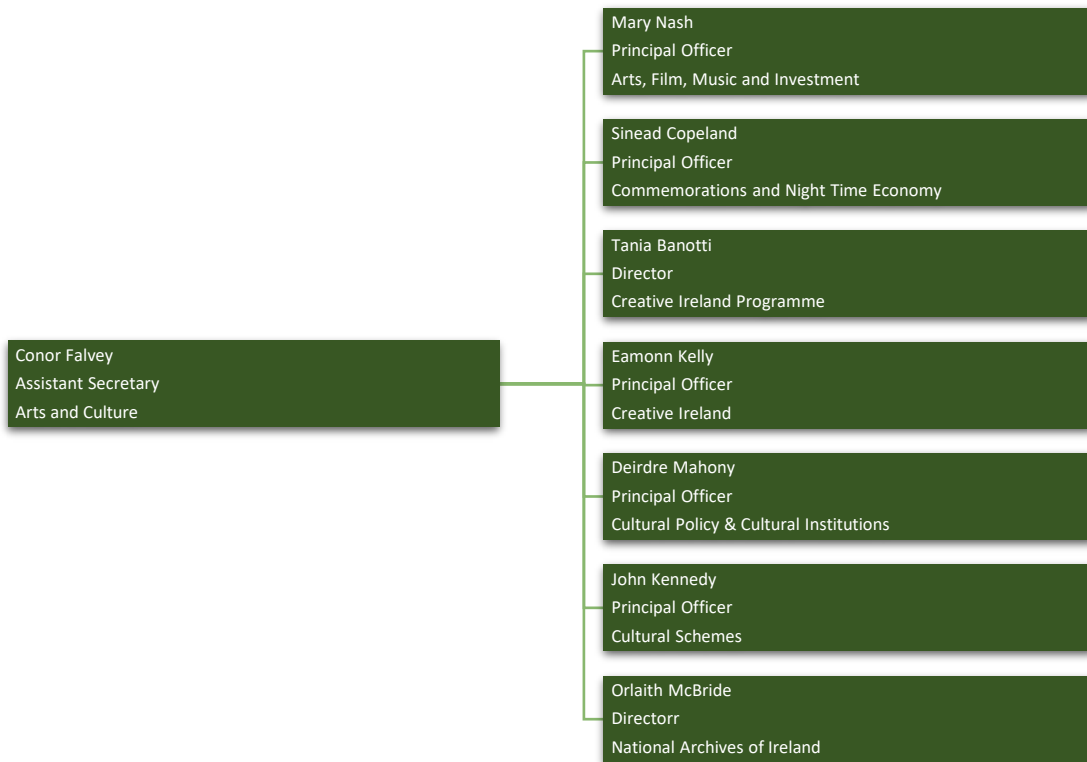 Mary Nash
Principal Officer
Arts, Film, Music and Investment
Sinead Copeland
Principal Officer
Commemorations and Night Time Economy
Tania Banotti
Director
Creative Ireland Programme
Conor Falvey
Assistant Secretary
Arts and Culture
Eamonn Kelly
Principal Officer
Creative Ireland
Deirdre Mahony
Principal Officer
Cultural Policy & Cultural Institutions
John Kennedy
Principal Officer
Cultural Schemes
Orlaith McBride
Directorr
National Archives of Ireland